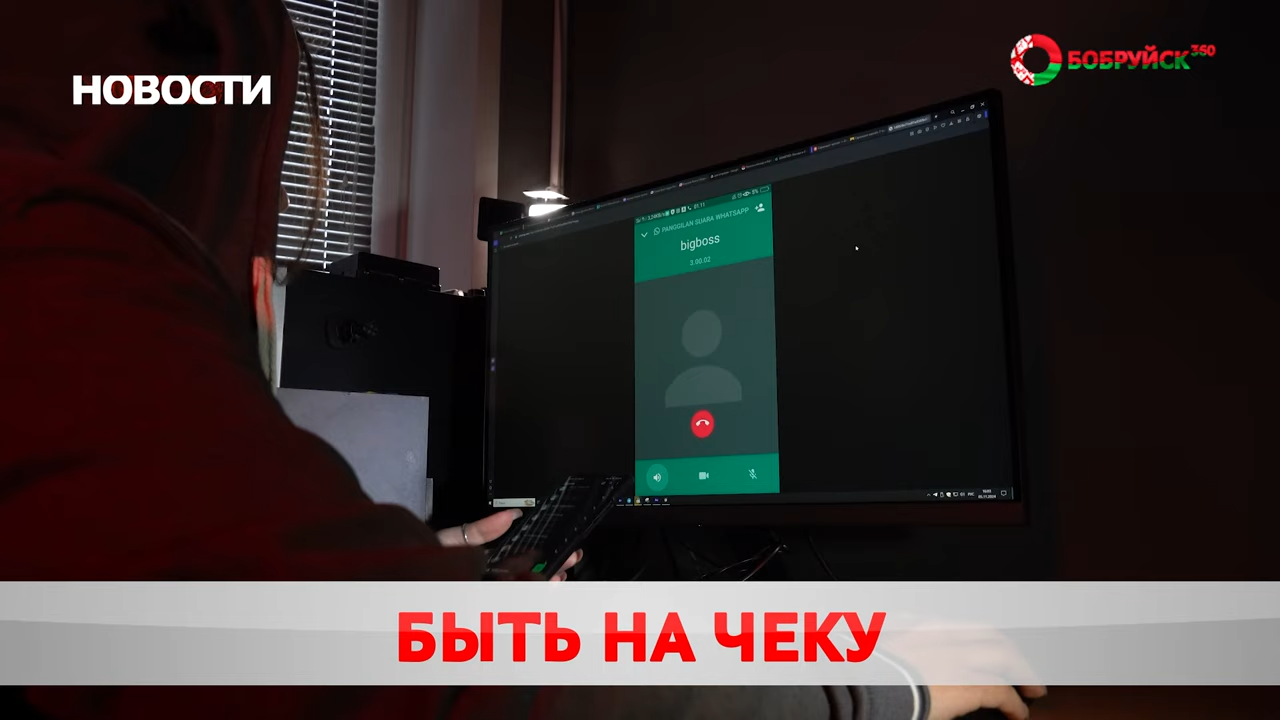 НОВОСТИ
БОБРУЙСК 360
PANGGILAN SUARA WHATSAPP
bigboss
3.00.02
БЫТЬ НА ЧЕКУ